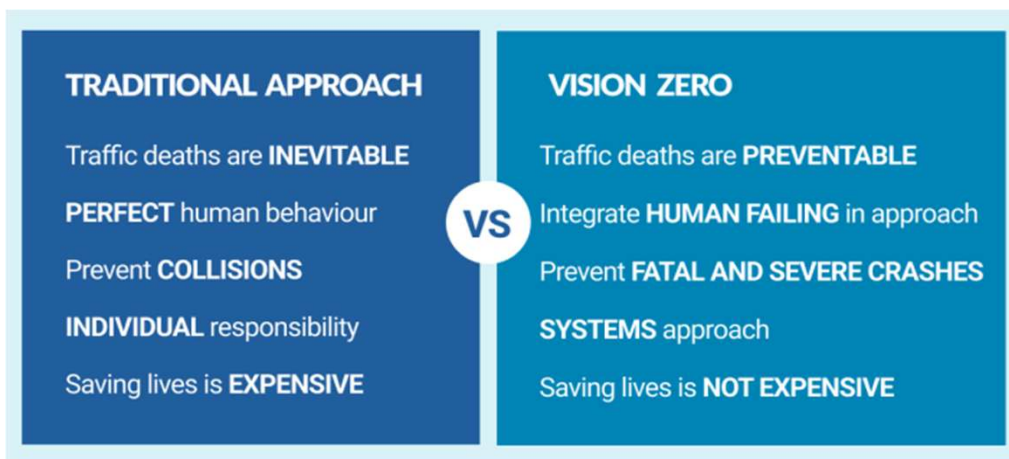 TRADITIONAL APPROACH
Traffic deaths are INEVITABLE
PERFECT human behaviour
Prevent COLLISIONS
INDIVIDUAL responsibility
Saving lives is EXPENSIVE
VS
VISION ZERO
Traffic deaths are PREVENTABLE
Integrate HUMAN FAILING in approach
Prevent FATAL AND SEVERE CRASHES
SYSTEMS approach
Saving lives is NOT EXPENSIVE